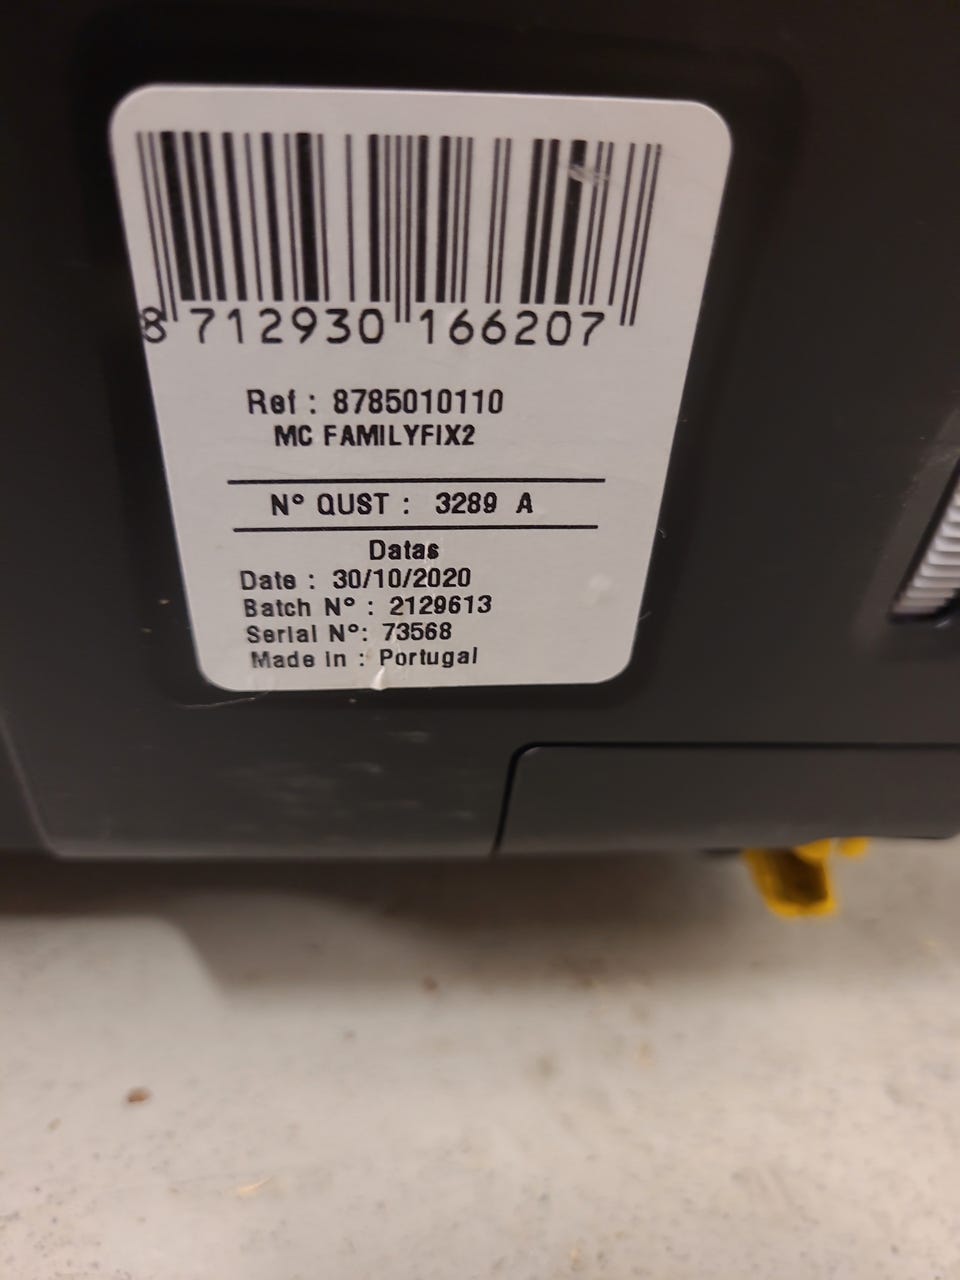 8 712930 166207
Ref : 8785010110
MC FAMILYFIX2
N° QUST : 3289 A
Datas
Date : 30/10/2020
Batch N° : 2129613
Serial N°: 73568
Made in : Portugal